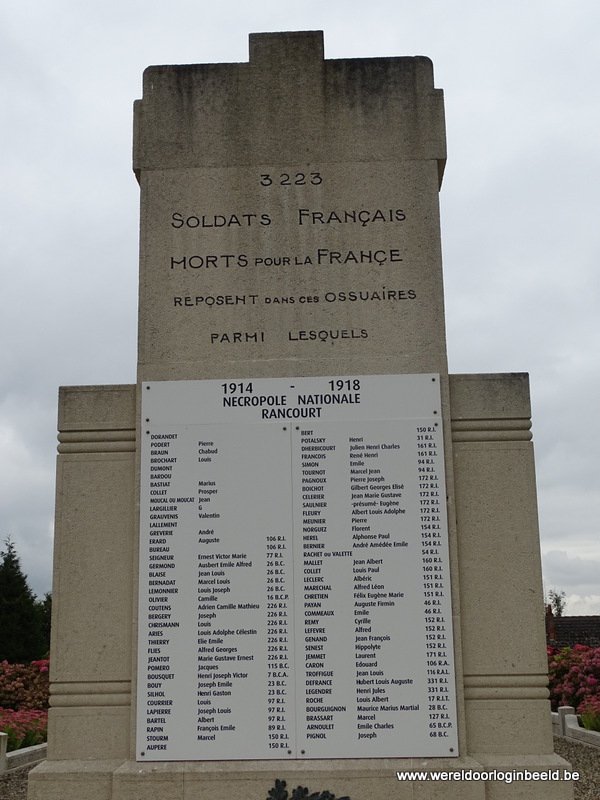 3223
SOLDATS FRANÇAIS
MORTS POUR LA FRANÇE
REPOSENT DANS CES OSSUAIRES
PARMI LESQUELS
1914 - 1918
NECROPOLE NATIONALE
RANCOURT
DORANDET
PODERT Pierre
BRAUN Chabud
BROCHART Louis
DUMONT
BARDOU
BASTIAT Marius
COLLET Prosper
MOUCAL OU MOUCAT Jean
LARGILLIER G
GRAUVENIS Valentin
LALLEMENT
GREVERIE André
ERARD Auguste 106 R.I.
BUREAU 106 R.I.
SEIGNEUR Ernest Victor Marie 77 R.I.
GERMOND Ausbert Emile Alfred 26 B.C.
BLAISE Jean Louis 26 B.C.
BERNADAT Marcel Louis 26 B.C.
LEMONNIER Louis Joseph 26 B.C.
OLIVIER Camille 16 B.C.P.
COUTENS Adrien Camille Mathieu 226 R.I.
BERGERY Joseph 226 R.I.
CHRISMANN Louis 226 R.I.
ARIES Louis Adolphe Célestin 226 R.I.
THIERRY Elie Emile 226 R.I.
FLIES Alfred Georges 226 R.I.
JEANTOT Marie Gustave Ernest 226 R.I.
POMERO Jacques 115 B.C.
BOUSQUET Henri Joseph Victor 7 B.C.A.
BOUY Joseph Emile 23 B.C.
SILHOL Henri Gaston 23 B.C.
COURRIER Louis 97 R.I.
LAPIERRE Joseph Louis 97 R.I.
BARTEL Albert 97 R.I.
RAPIN François Emile 89 R.I.
STOURM Marcel 150 R.I.
AUPERE 150 R.I.
BERT 150 R.I.
POTALSKY Henri 31 R.I.
DHERBICOURT Julien Henri Charles 161 R.I.
FRANCOIS René Henri 161 R.I.
SIMON Emile 94 R.I.
TOURNOT Marcel Jean 94 R.I.
PAGNOUX Pierre Joseph 172 R.I.
BOICHOT Gilbert Georges Elisé 172 R.I.
CELERIER Jean Marie Gustave 172 R.I.
SAULNIER -présumé- Eugène 172 R.I.
FLEURY Albert Louis Adolphe 172 R.I.
MEUNIER Pierre 172 R.I.
NORGUEZ Florent 154 R.I.
HEREL Alphonse Paul 154 R.I.
BERNIER André Amédée Emile 154 R.I.
RACHET ou VALETTE 54 R.I.
MALLET Jean Albert 160 R.I.
COLLET Louis Paul 160 R.I.
LECLERC Albéric 151 R.I.
MARECHAL Alfred Léon 151 R.I.
CHRETIEN Félix Eugène Marie 151 R.I.
PAYAN Auguste Firmin 46 R.I.
COMMEAUX Emile 46 R.I.
REMY Cyrille 152 R.I.
LEFEVRE Alfred 152 R.I.
GENAND Jean François 152 R.I.
SENEST Hippolyte 152 R.I.
JEMMET Laurent 171 R.I.
CARON Edouard 106 R.A.
TROFFIGUE Jean Louis 116 R.A.L.
DEFRANCE Hubert Louis Auguste 331 R.I.
LEGENDRE Henri Jules 331 R.I.
ROCHE Louis Albert 17 R.I.T.
BOURGUIGNON Maurice Marius Martial 28 B.C.
BRASSART Marcel 127 R.I.
ARNOULET Emile Charles 65 B.C.P.
PIGNOL Joseph 68 B.C.
www.wereldoorloginbeeld.be